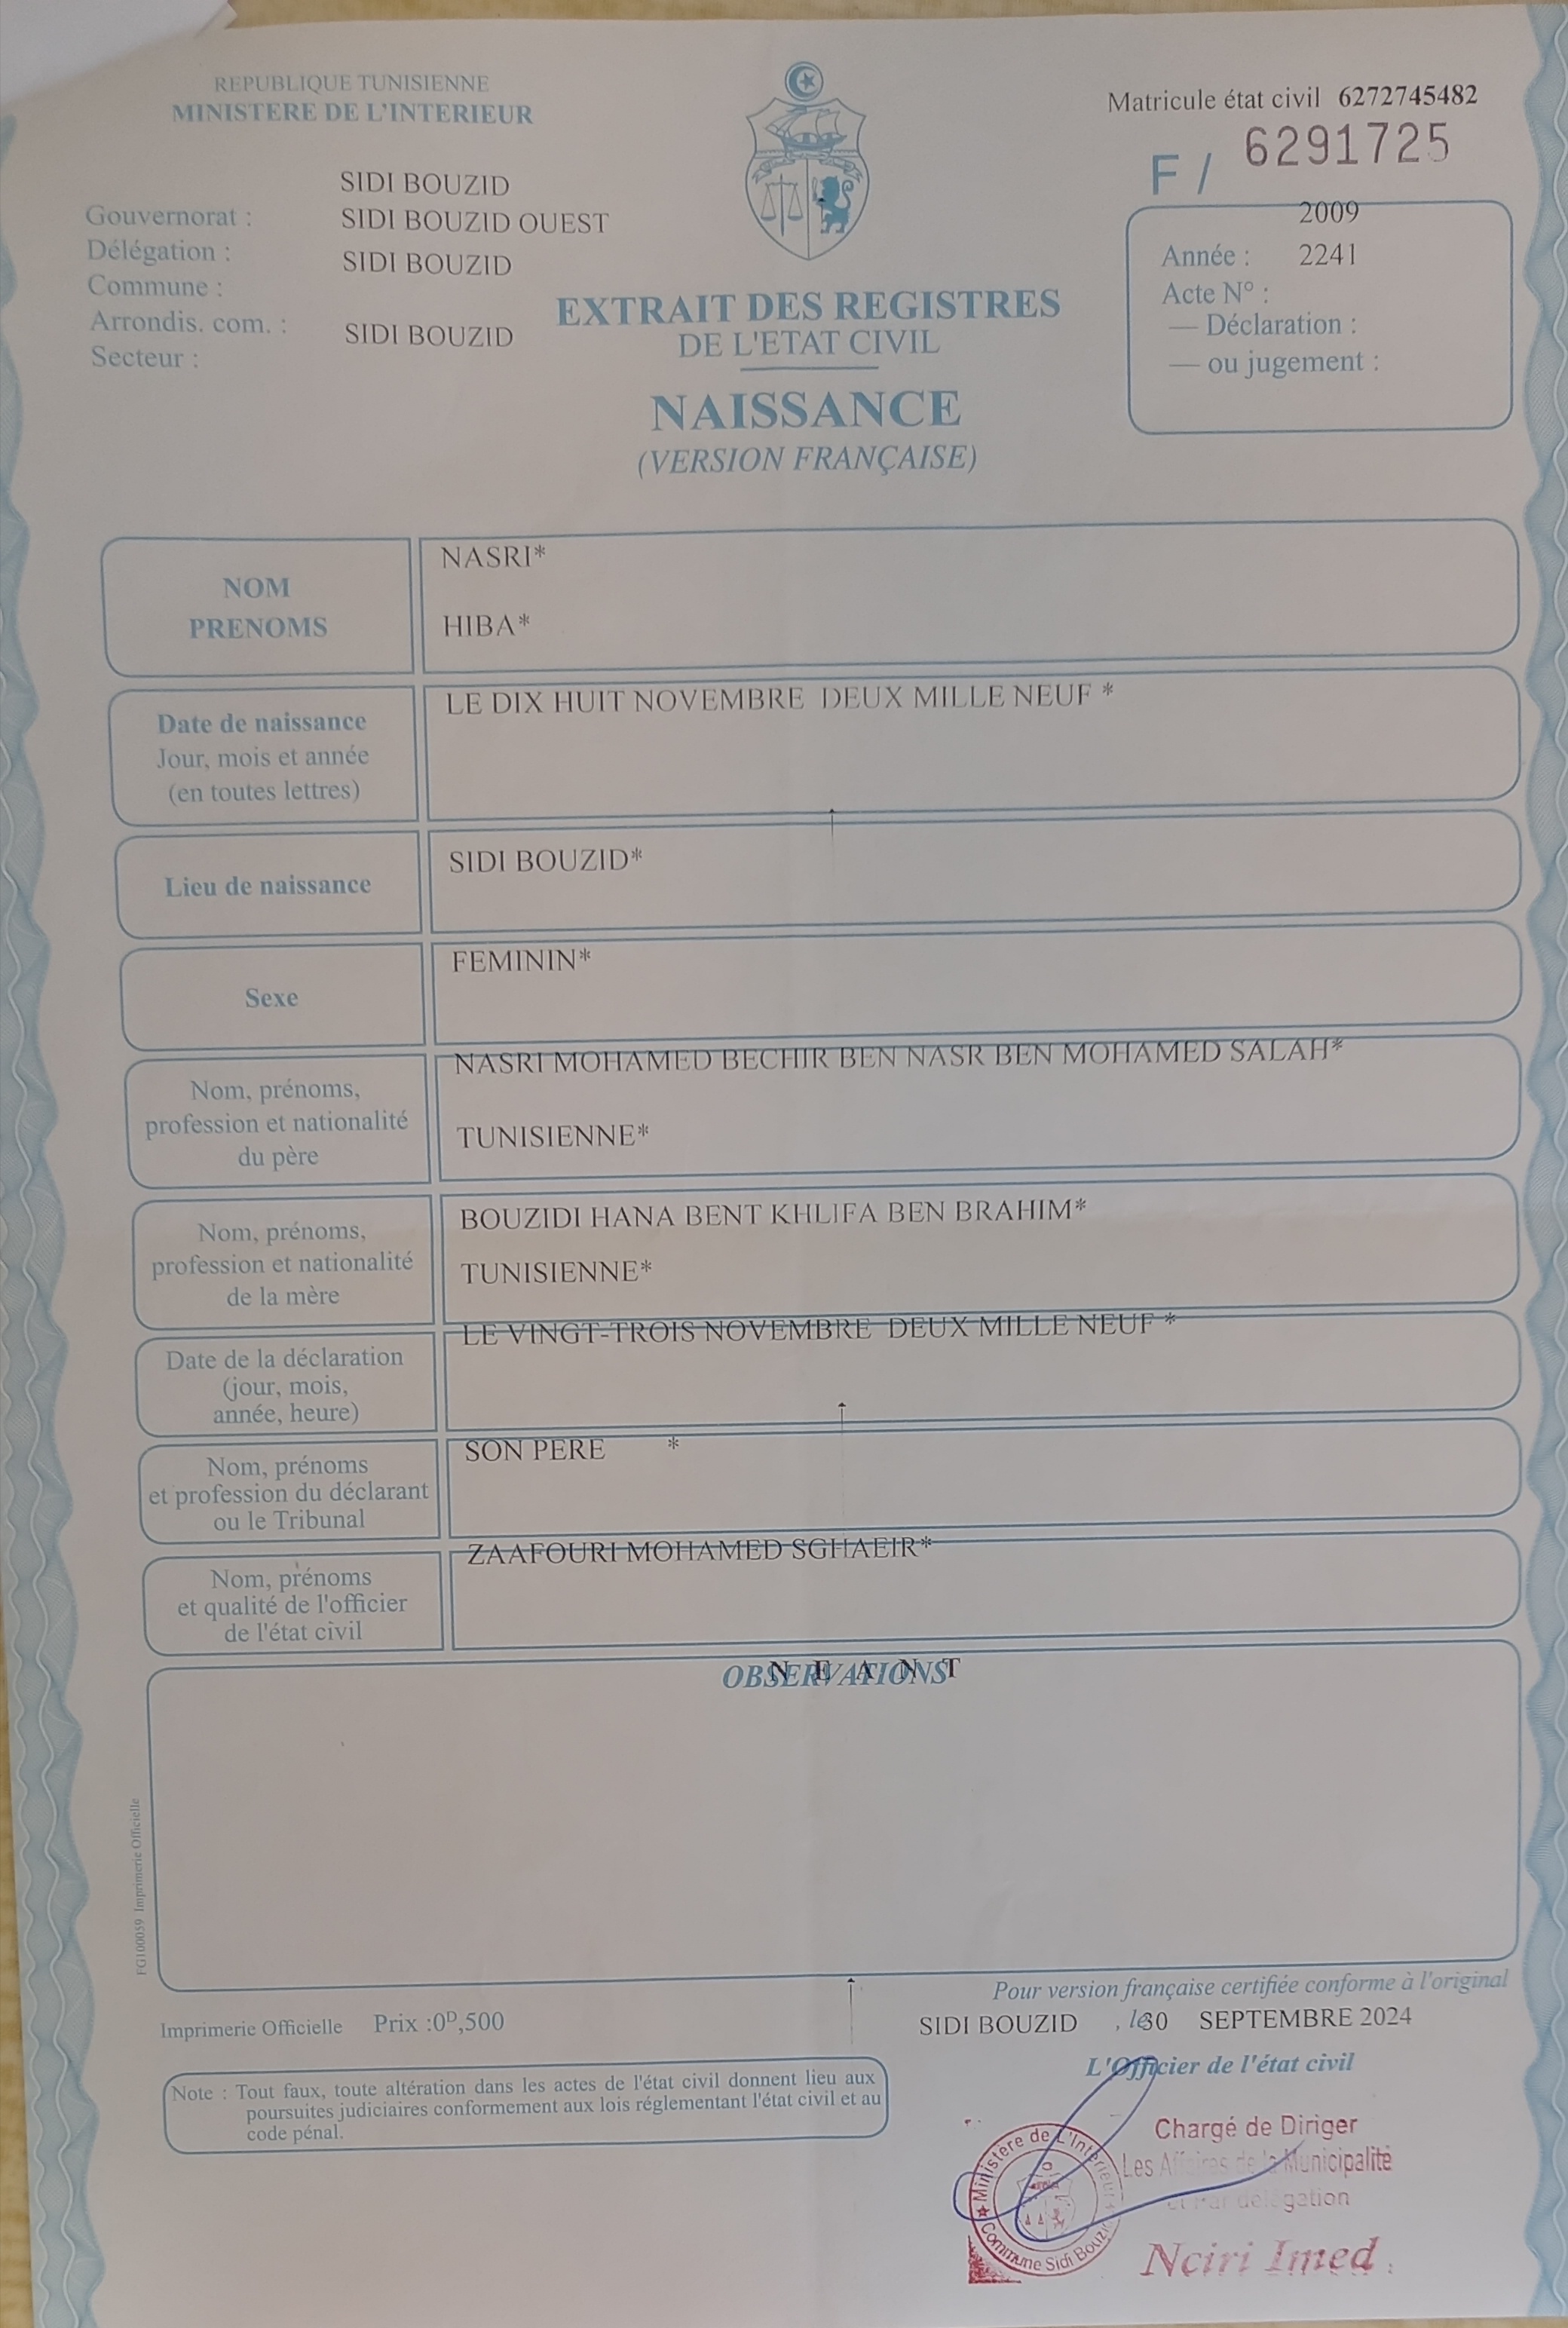 REPUBLIQUE TUNISIENNE
MINISTERE DE L'INTERIEUR
Matricule état civil 6272745482
F / 6291725
SIDI BOUZID
Gouvernorat : SIDI BOUZID OUEST
Délégation : SIDI BOUZID
Commune :
Arrondis. com. : SIDI BOUZID
Secteur :
2009
Année : 2241
Acte N° :
— Déclaration :
— ou jugement :
EXTRAIT DES REGISTRES
DE L'ETAT CIVIL
NAISSANCE
(VERSION FRANÇAISE)
NOM
PRENOMS
NASRI*
HIBA*
Date de naissance
Jour, mois et année
(en toutes lettres)
LE DIX HUIT NOVEMBRE DEUX MILLE NEUF *
Lieu de naissance
SIDI BOUZID*
Sexe
FEMININ*
Nom, prénoms,
profession et nationalité
du père
NASRI MOHAMED BECHIR BEN NASR BEN MOHAMED SALAH*
TUNISIENNE*
Nom, prénoms,
profession et nationalité
de la mère
BOUZIDI HANA BENT KHLIFA BEN BRAHIM*
TUNISIENNE*
Date de la déclaration
(jour, mois,
année, heure)
LE VINGT-TROIS NOVEMBRE DEUX MILLE NEUF *
Nom, prénoms
et profession du déclarant
ou le Tribunal
SON PERE *
Nom, prénoms
et qualité de l'officier
de l'état civil
ZAAFOURI MOHAMED SGHAEIR*
OBSERVATIONS
N E A N T
FG100059 Imprimerie Officielle
Pour version française certifiée conforme à l'original
Imprimerie Officielle Prix :0ᴰ,500
SIDI BOUZID , le 30 SEPTEMBRE 2024
L'Officier de l'état civil
Note : Tout faux, toute altération dans les actes de l'état civil donnent lieu aux
poursuites judiciaires conformement aux lois réglementant l'état civil et au
code pénal.
Chargé de Diriger
Les Affaires de la Municipalité
et Par délégation
Nciri Imed
Ministère de L'Intérieur
Commune Sidi Bouzid